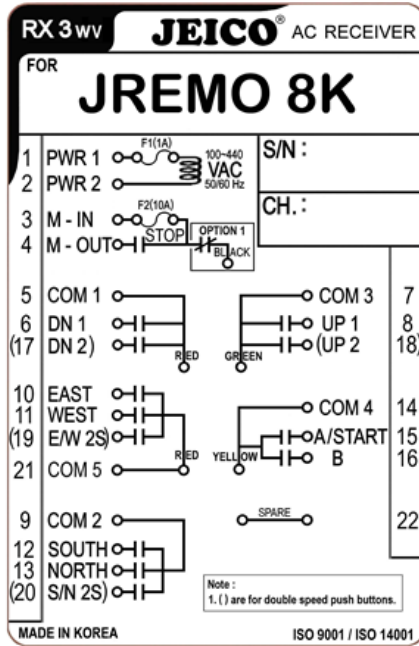 RX 3 WV JEICO® AC RECEIVER
FOR
JREMO 8K
F1(1A)
1 PWR 1 100~440
VAC
2 PWR 2 50/60 Hz
S/N :
F2(10A)
3 M - IN
CH. :
STOP OPTION 1
4 M - OUT
BLACK
5 COM 1 COM 3 7
6 DN 1 UP 1 8
(17 DN 2) (UP 2 18)
RED GREEN
10 EAST
11 WEST COM 4 14
(19 E/W 2S) A/START 15
RED YELLOW B 16
21 COM 5
9 COM 2 SPARE 22
12 SOUTH
13 NORTH
(20 S/N 2S)
Note :
1. ( ) are for double speed push buttons.
MADE IN KOREA ISO 9001 / ISO 14001